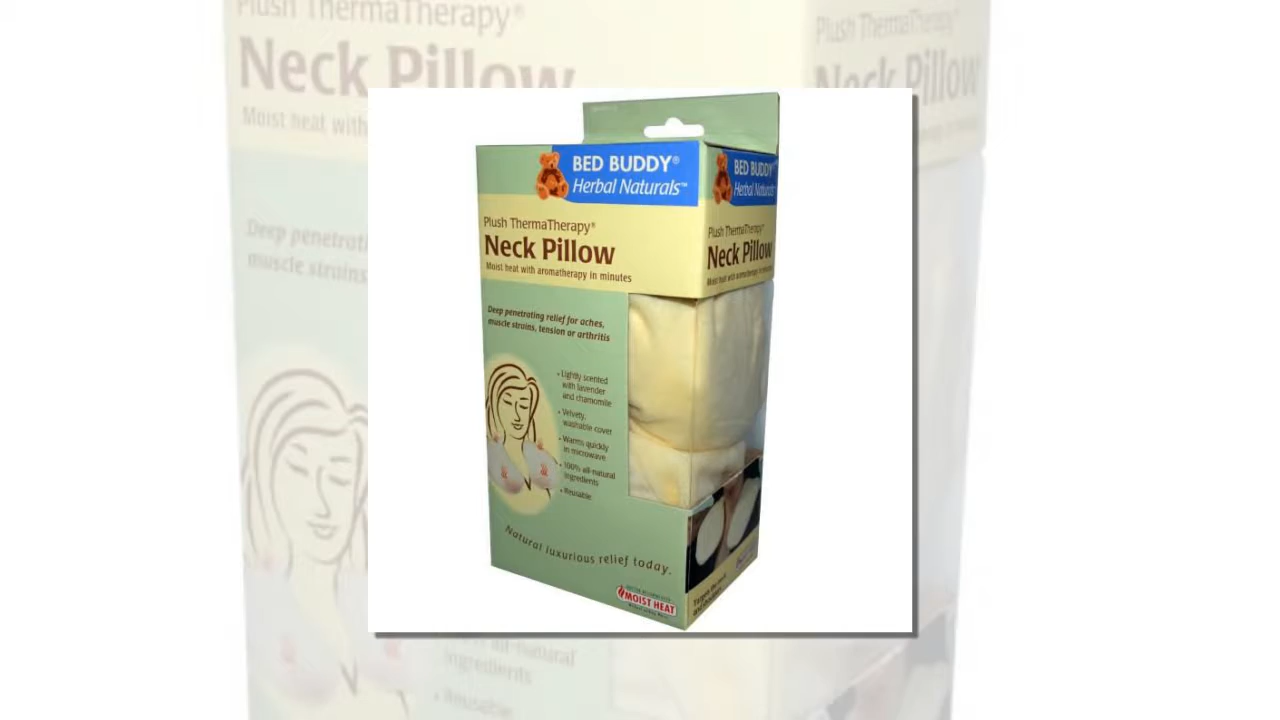 Plush ThermaTherapy®
Neck Pillow
Moist heat with
Deep penetrati
muscle strains,
Plush ThermaTherapy
Neck Pillow
BED BUDDY®
Herbal Naturals™
Plush ThermaTherapy®
Neck Pillow
Moist heat with aromatherapy in minutes
Deep penetrating relief for aches,
muscle strains, tension or arthritis
• Lightly scented
with lavender
and chamomile
• Velvety,
washable cover
• Warms quickly
in microwave
• 100% all-natural
ingredients
• Reusable
Natural luxurious relief today.
MOIST HEAT
BED BUDDY
Herbal Naturals™
Plush ThermaTherapy®
Neck Pillow
Moist heat with aromatherapy in minutes
all-natural
ingredients
• Reusable